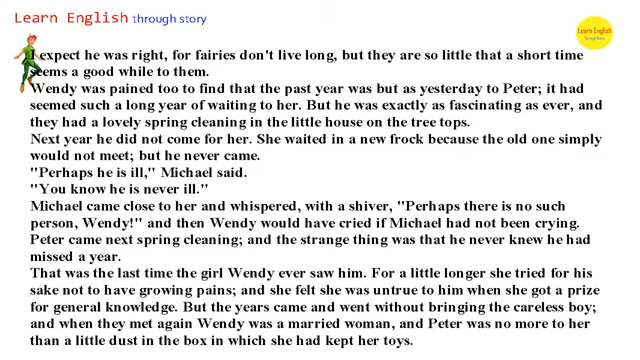 Learn English through story
Learn English
Through Story
I expect he was right, for fairies don't live long, but they are so little that a short time
seems a good while to them.
Wendy was pained too to find that the past year was but as yesterday to Peter; it had
seemed such a long year of waiting to her. But he was exactly as fascinating as ever, and
they had a lovely spring cleaning in the little house on the tree tops.
Next year he did not come for her. She waited in a new frock because the old one simply
would not meet; but he never came.
"Perhaps he is ill," Michael said.
"You know he is never ill."
Michael came close to her and whispered, with a shiver, "Perhaps there is no such
person, Wendy!" and then Wendy would have cried if Michael had not been crying.
Peter came next spring cleaning; and the strange thing was that he never knew he had
missed a year.
That was the last time the girl Wendy ever saw him. For a little longer she tried for his
sake not to have growing pains; and she felt she was untrue to him when she got a prize
for general knowledge. But the years came and went without bringing the careless boy;
and when they met again Wendy was a married woman, and Peter was no more to her
than a little dust in the box in which she had kept her toys.